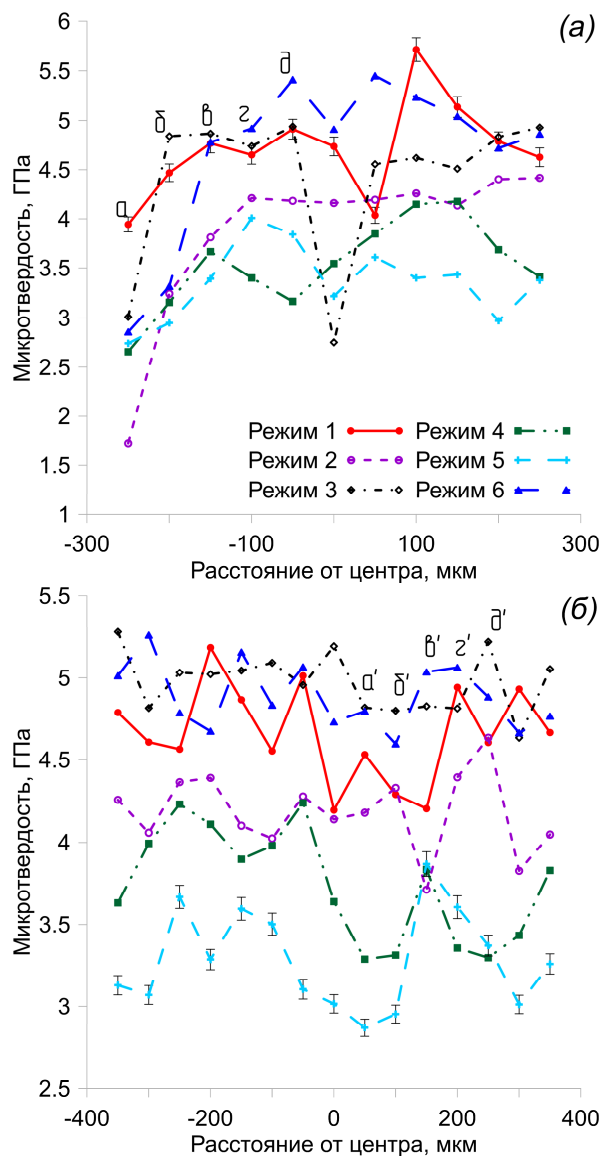 (а)
6
5.5
5
4.5
4
3.5
3
2.5
2
1.5
1
Микротвердость, ГПа
а
б
в
г
д
Режим 1
Режим 4
Режим 2
Режим 5
Режим 3
Режим 6
-300
-100
100
300
Расстояние от центра, мкм
(б)
5.5
5
4.5
4
3.5
3
2.5
Микротвердость, ГПа
а'
б'
в'
г'
д'
-400
-200
0
200
400
Расстояние от центра, мкм